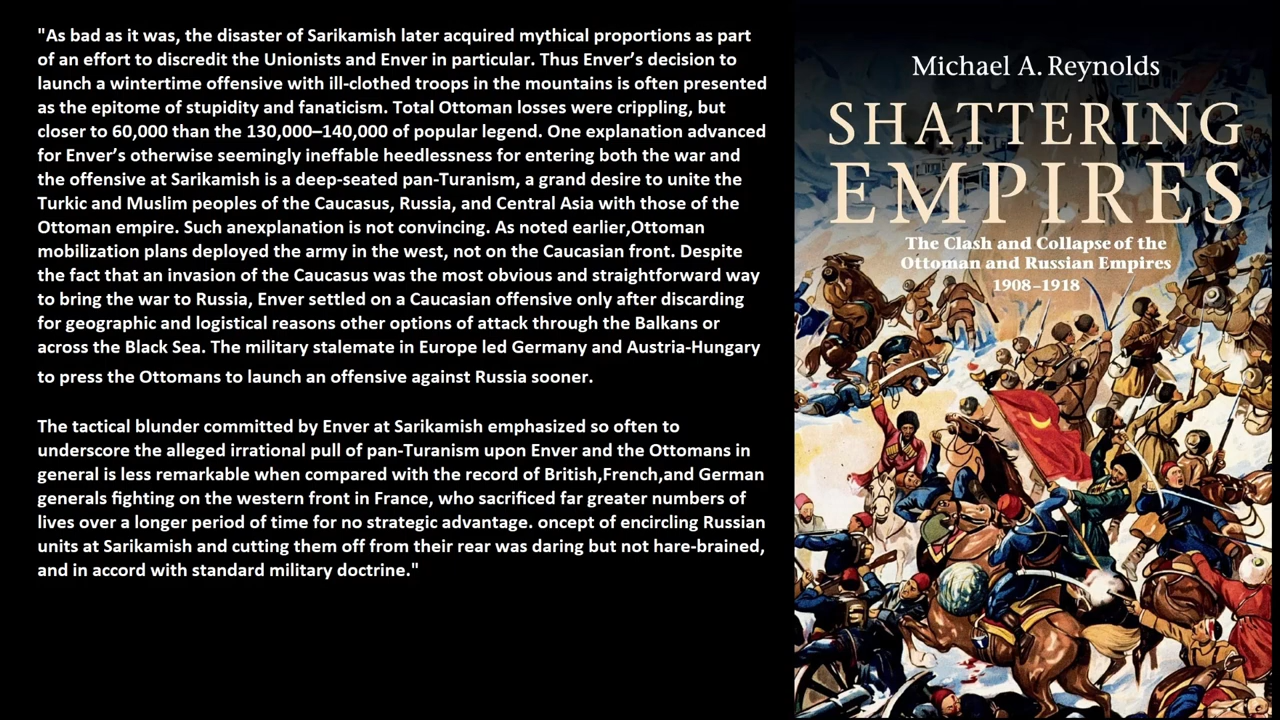 "As bad as it was, the disaster of Sarikamish later acquired mythical proportions as part
of an effort to discredit the Unionists and Enver in particular. Thus Enver’s decision to
launch a wintertime offensive with ill-clothed troops in the mountains is often presented
as the epitome of stupidity and fanaticism. Total Ottoman losses were crippling, but
closer to 60,000 than the 130,000–140,000 of popular legend. One explanation advanced
for Enver’s otherwise seemingly ineffable heedlessness for entering both the war and
the offensive at Sarikamish is a deep-seated pan-Turanism, a grand desire to unite the
Turkic and Muslim peoples of the Caucasus, Russia, and Central Asia with those of the
Ottoman empire. Such anexplanation is not convincing. As noted earlier,Ottoman
mobilization plans deployed the army in the west, not on the Caucasian front. Despite
the fact that an invasion of the Caucasus was the most obvious and straightforward way
to bring the war to Russia, Enver settled on a Caucasian offensive only after discarding
for geographic and logistical reasons other options of attack through the Balkans or
across the Black Sea. The military stalemate in Europe led Germany and Austria-Hungary
to press the Ottomans to launch an offensive against Russia sooner.
The tactical blunder committed by Enver at Sarikamish emphasized so often to
underscore the alleged irrational pull of pan-Turanism upon Enver and the Ottomans in
general is less remarkable when compared with the record of British,French,and German
generals fighting on the western front in France, who sacrificed far greater numbers of
lives over a longer period of time for no strategic advantage. oncept of encircling Russian
units at Sarikamish and cutting them off from their rear was daring but not hare-brained,
and in accord with standard military doctrine."
Michael A. Reynolds
SHATTERING
EMPIRES
The Clash and Collapse of the
Ottoman and Russian Empires
1908–1918